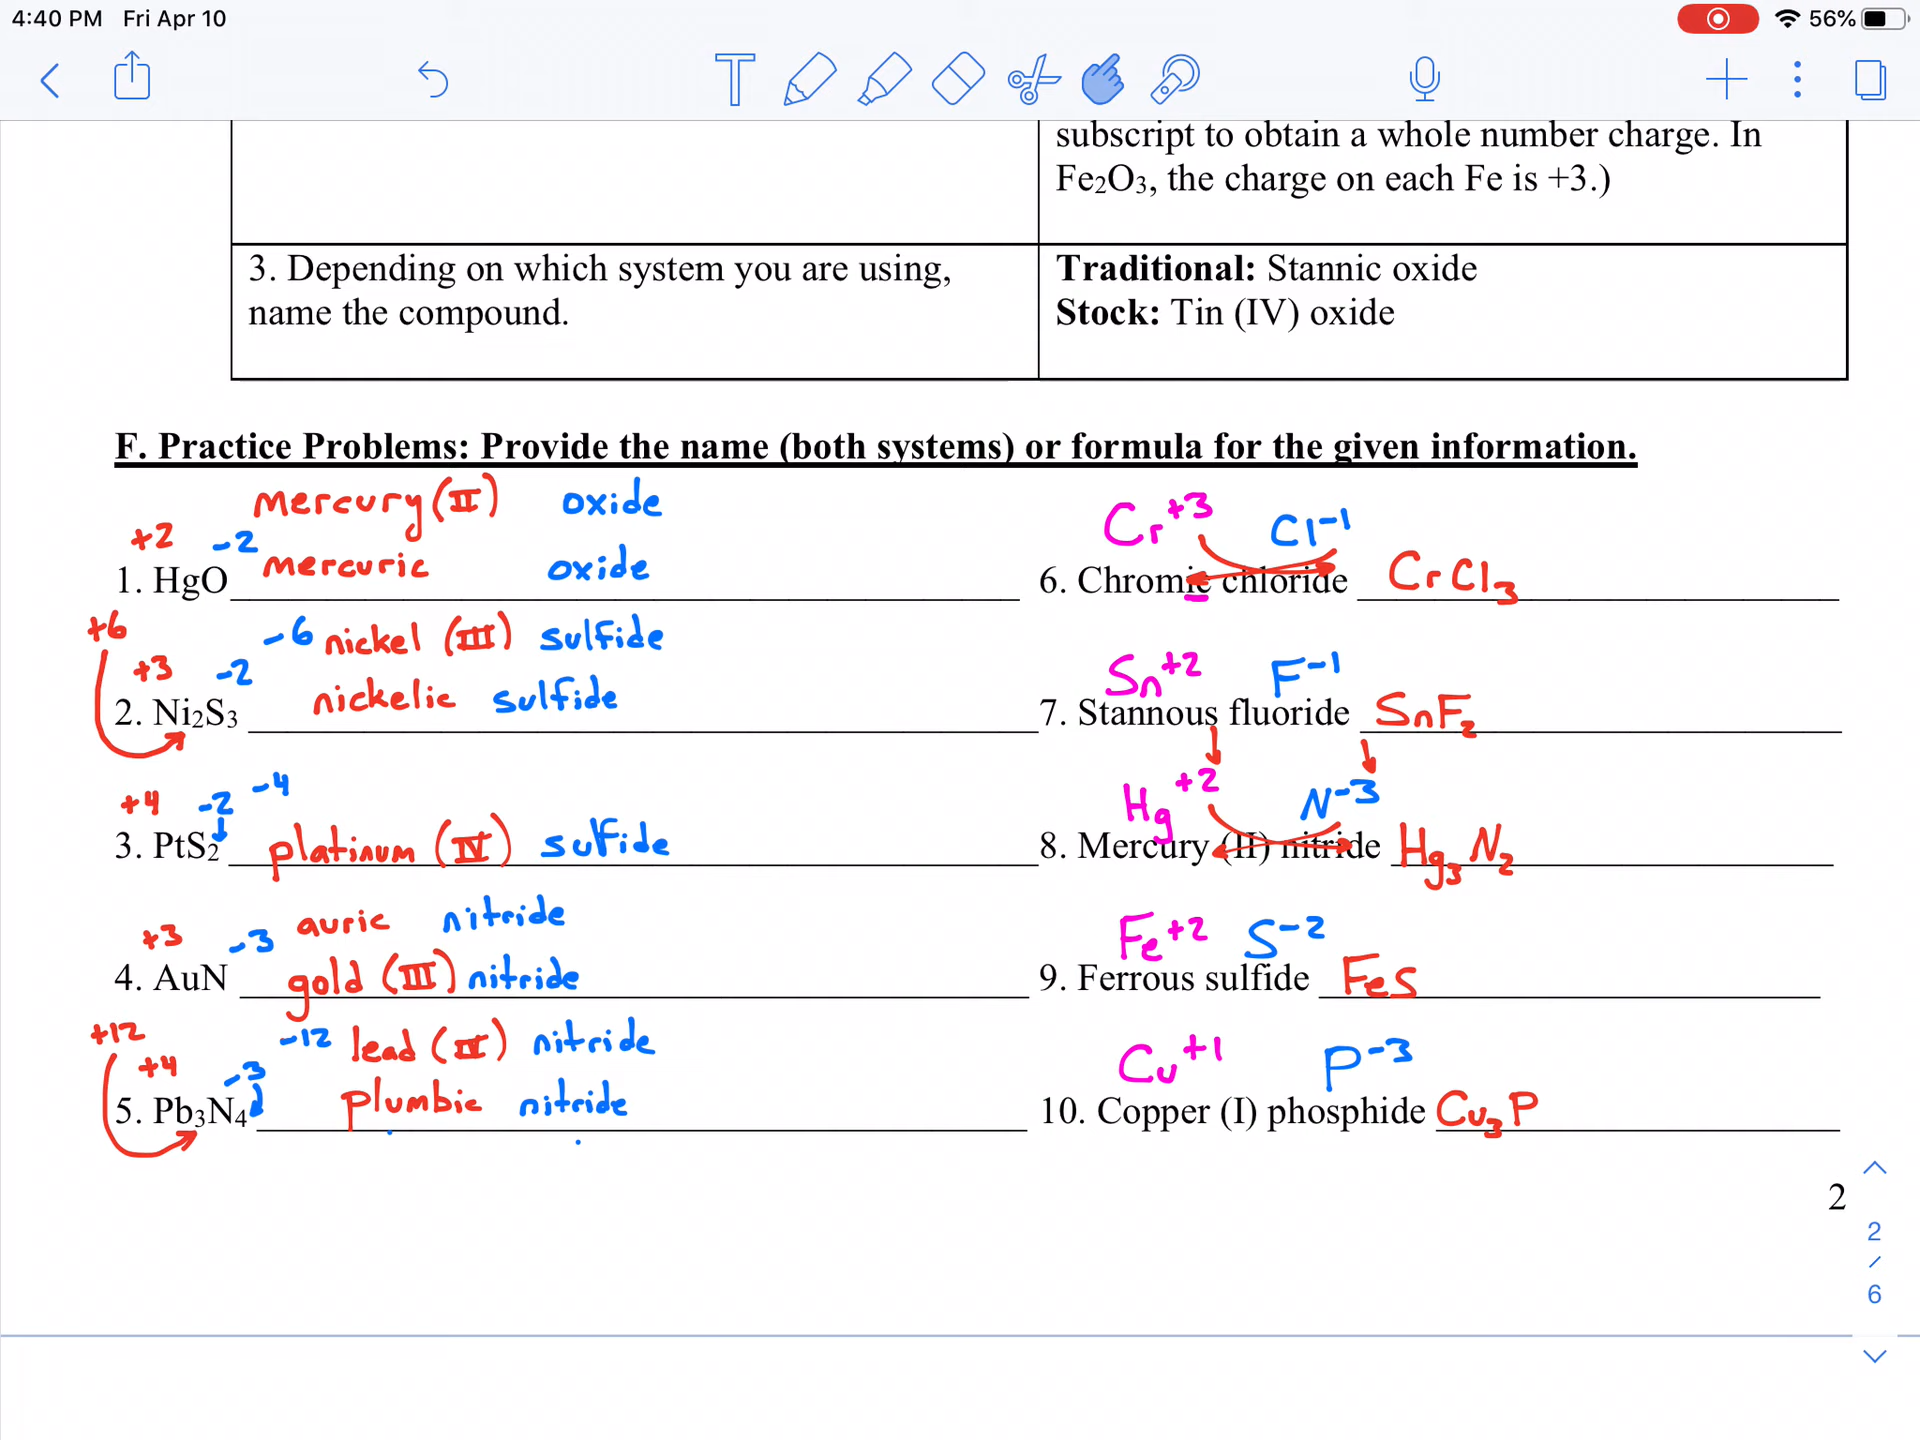 4:40 PM Fri Apr 10 56%
subscript to obtain a whole number charge. In
Fe2O3, the charge on each Fe is +3.)
3. Depending on which system you are using,
name the compound.
Traditional: Stannic oxide
Stock: Tin (IV) oxide
F. Practice Problems: Provide the name (both systems) or formula for the given information.
mercury (II) oxide
+2 -2
1. HgO mercuric oxide
+6 -6 nickel (III) sulfide
+3 -2
2. Ni2S3 nickelic sulfide
+4 -2 -4
3. PtS2 platinum (IV) sulfide
auric nitride
+3 -3
4. AuN gold (III) nitride
+12 -12 lead (IV) nitride
+4 -3
5. Pb3N4 plumbic nitride
Cr+3 Cl-1
6. Chromic chloride CrCl3
Sn+2 F-1
7. Stannous fluoride SnF2
Hg+2 N-3
8. Mercury (II) nitride Hg3N2
Fe+2 S-2
9. Ferrous sulfide FeS
Cu+1 P-3
10. Copper (I) phosphide Cu3P
2
2
/
6